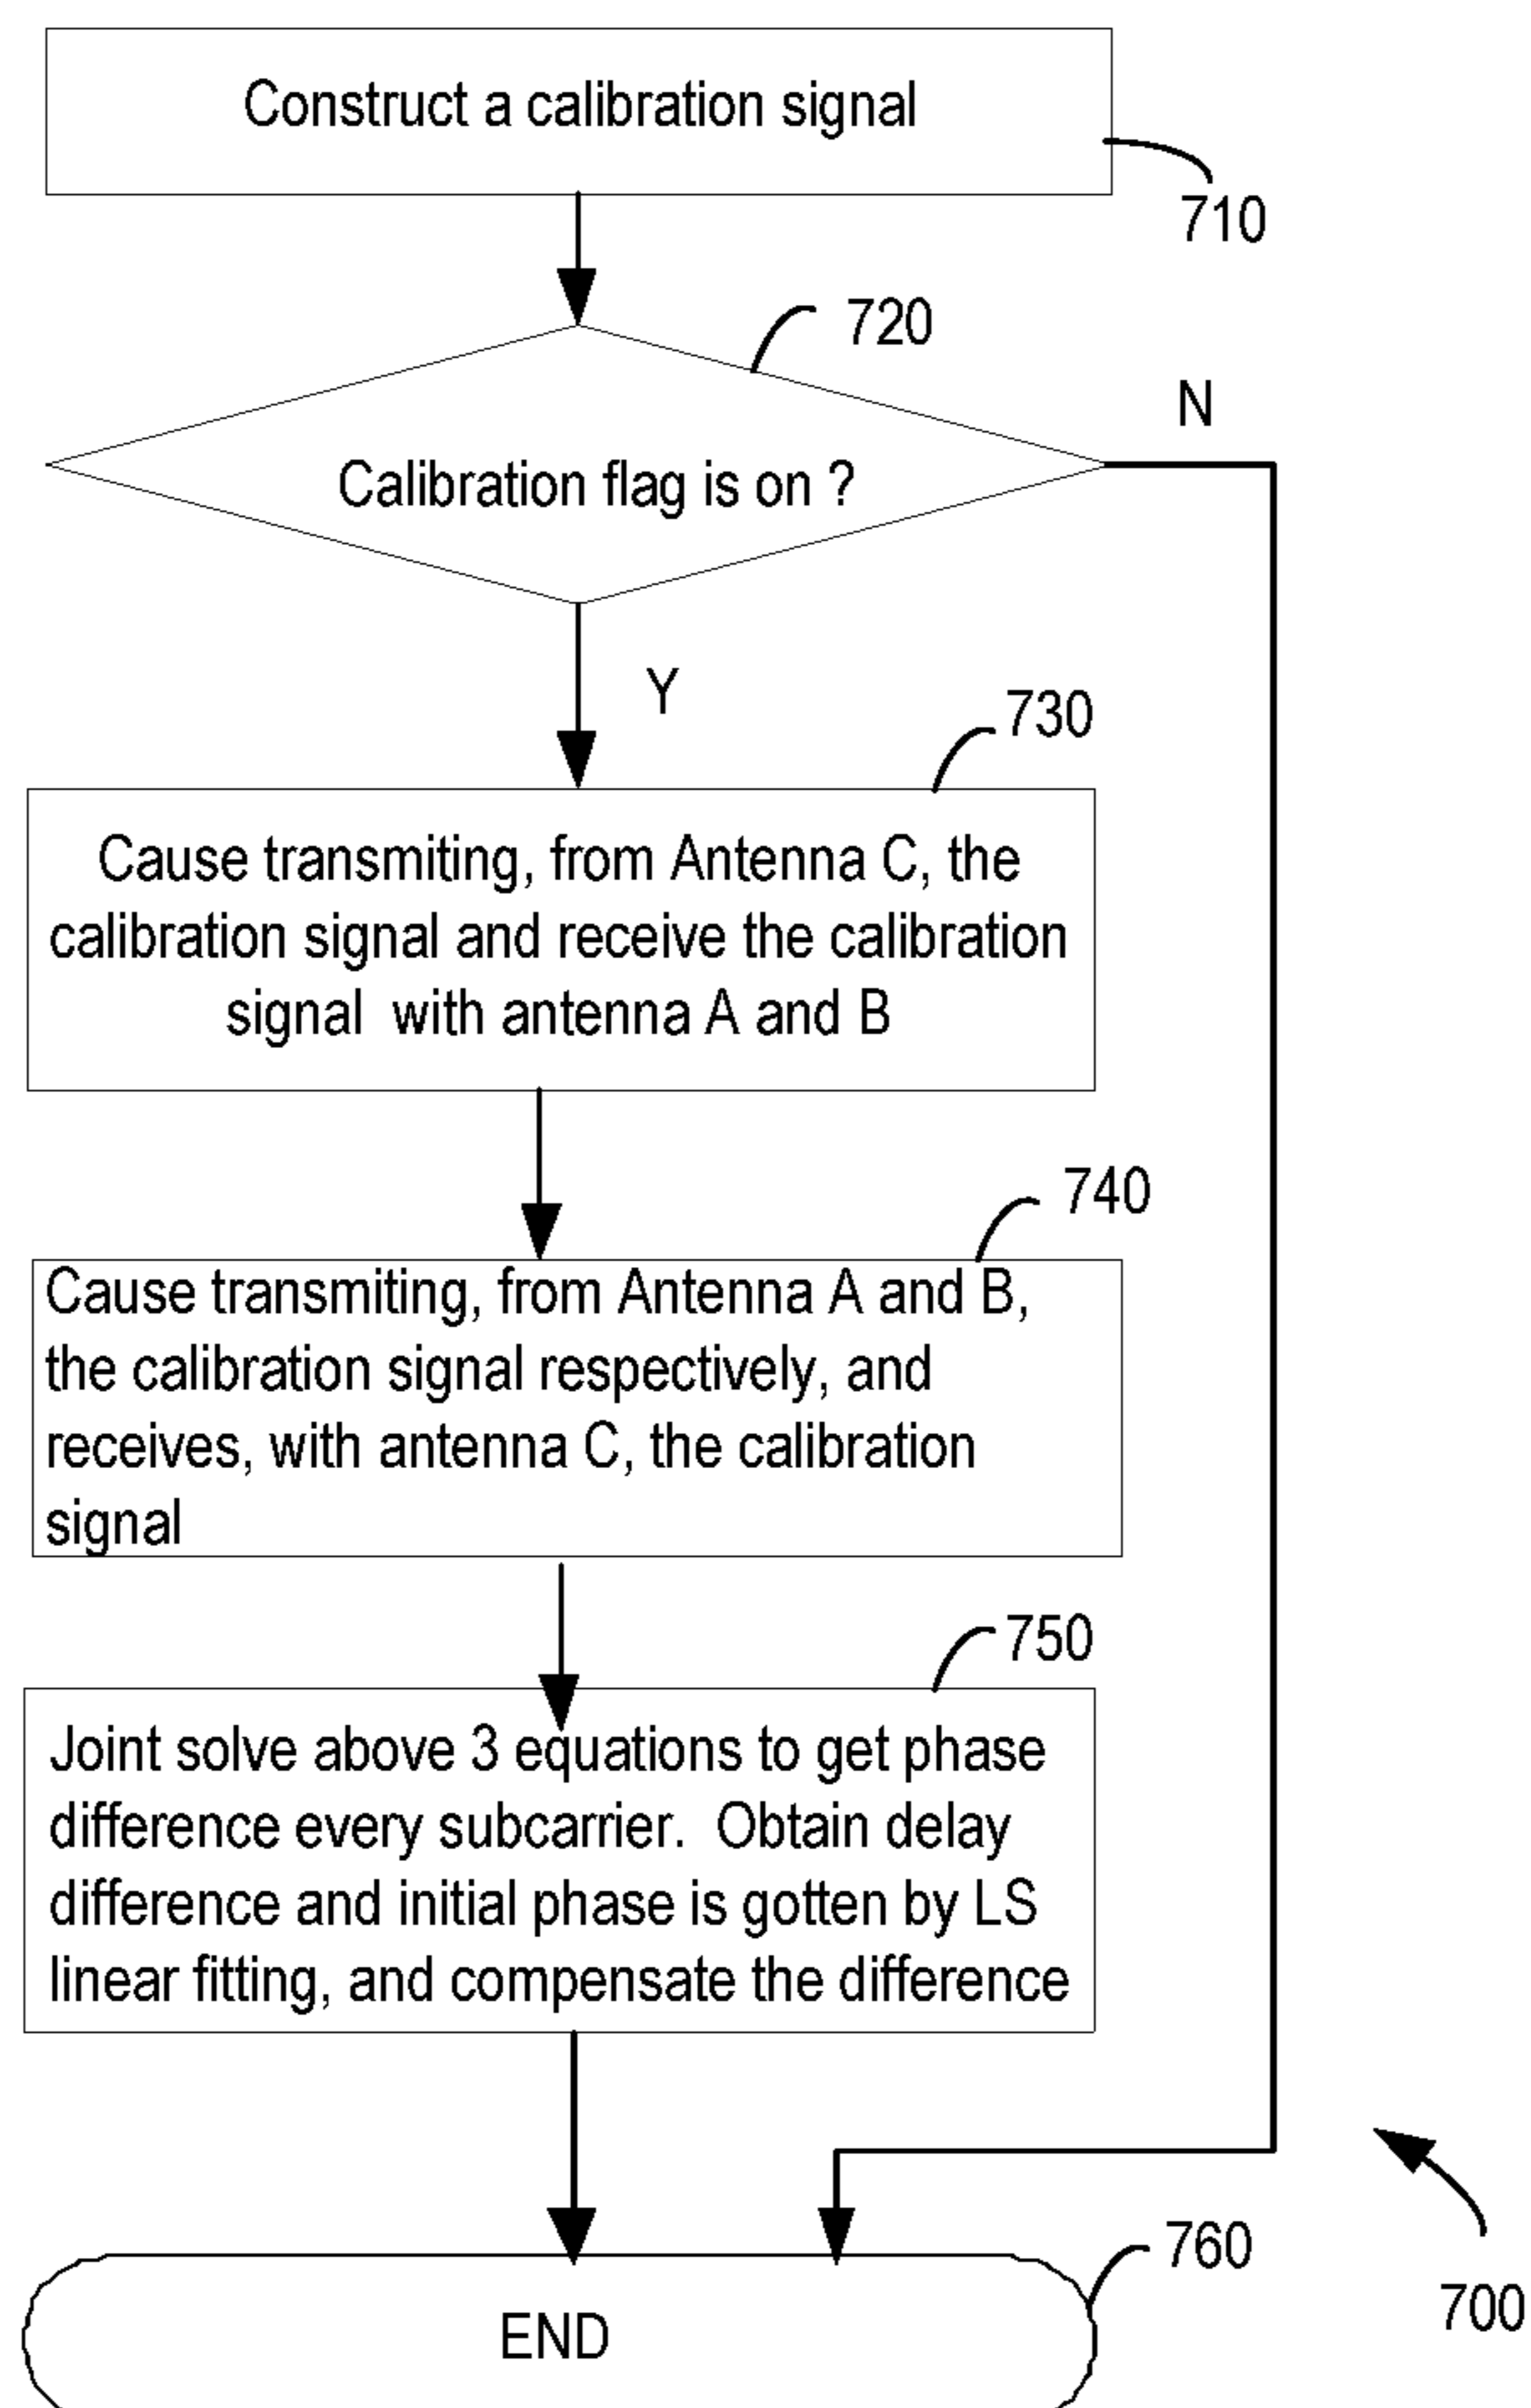 Construct a calibration signal
710
720
N
Calibration flag is on ?
Y
730
Cause transmiting, from Antenna C, the
calibration signal and receive the calibration
signal with antenna A and B
740
Cause transmiting, from Antenna A and B,
the calibration signal respectively, and
receives, with antenna C, the calibration
signal
750
Joint solve above 3 equations to get phase
difference every subcarrier. Obtain delay
difference and initial phase is gotten by LS
linear fitting, and compensate the difference
760
700
END